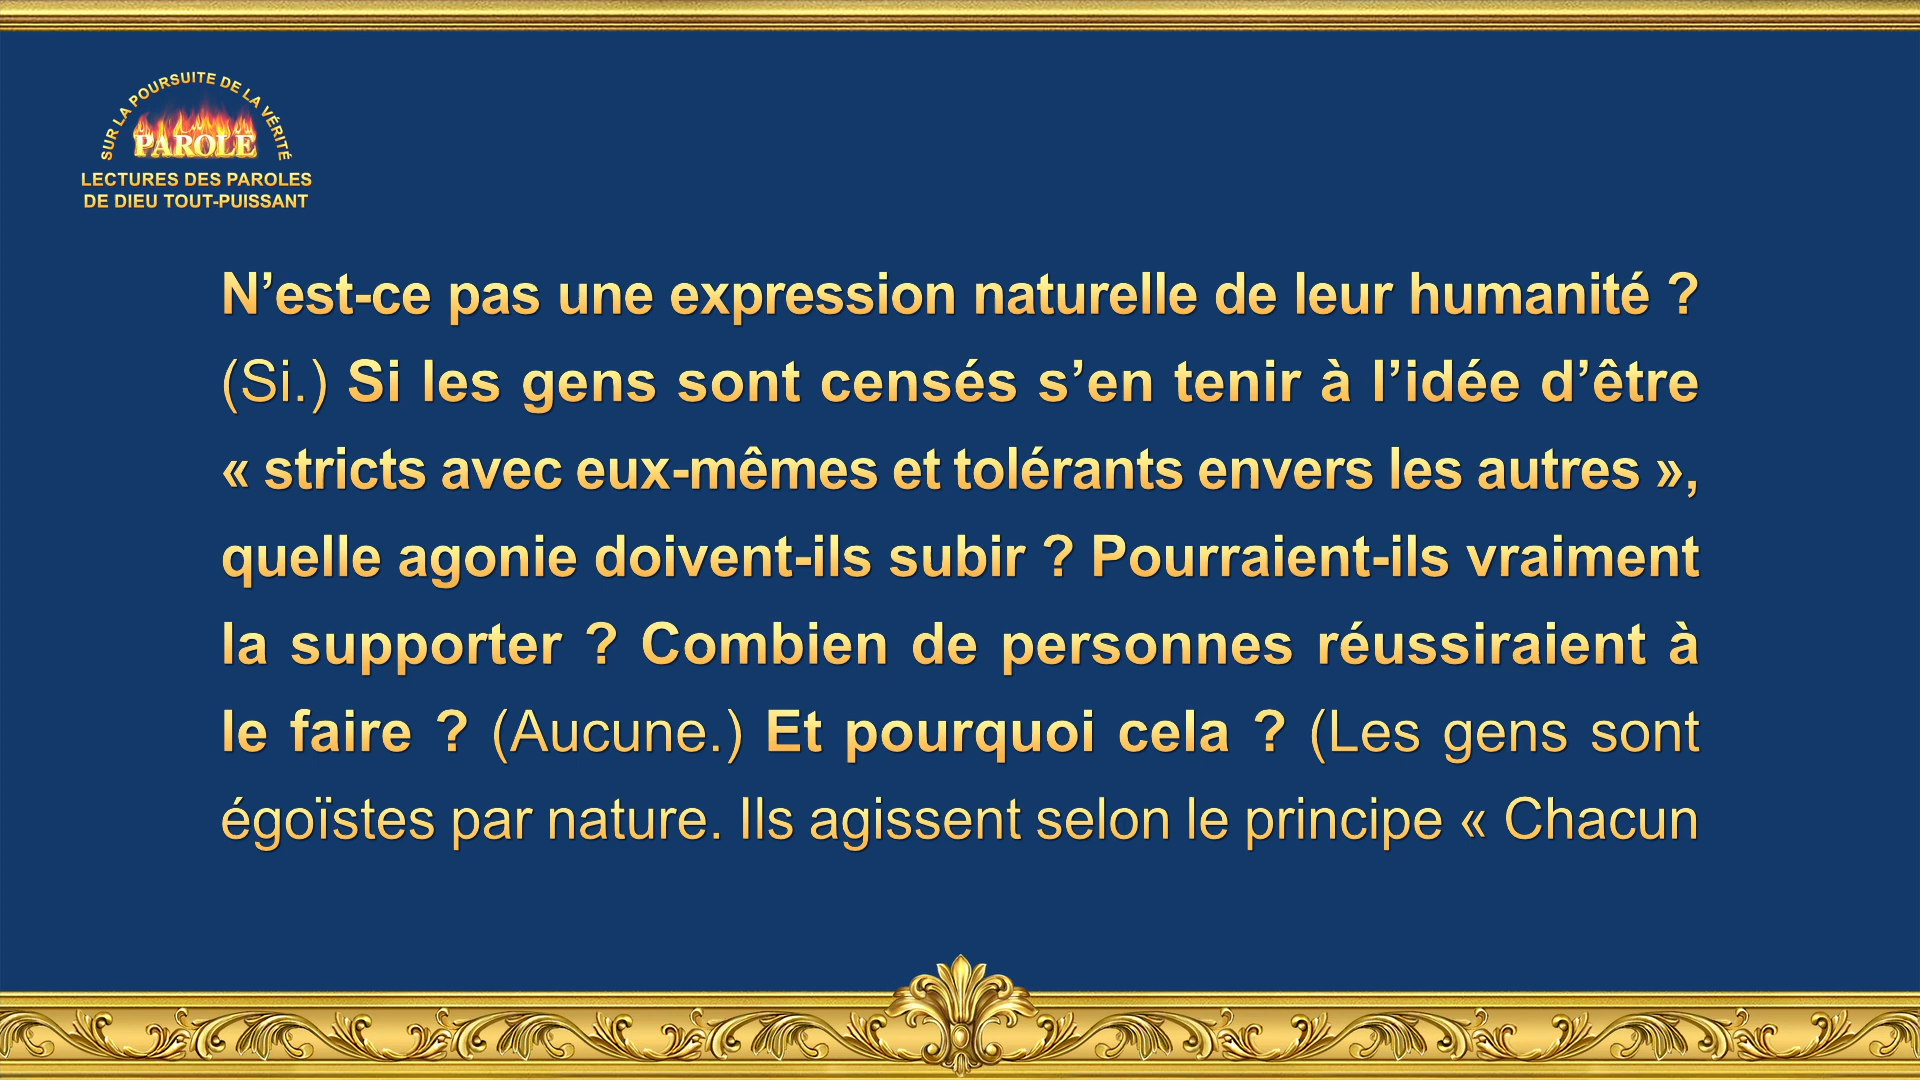 SUR LA POURSUITE DE LA VÉRITÉ
PAROLE
LECTURES DES PAROLES
DE DIEU TOUT-PUISSANT
N’est-ce pas une expression naturelle de leur humanité ?
(Si.) Si les gens sont censés s’en tenir à l’idée d’être
« stricts avec eux-mêmes et tolérants envers les autres »,
quelle agonie doivent-ils subir ? Pourraient-ils vraiment
la supporter ? Combien de personnes réussiraient à
le faire ? (Aucune.) Et pourquoi cela ? (Les gens sont
égoïstes par nature. Ils agissent selon le principe « Chacun